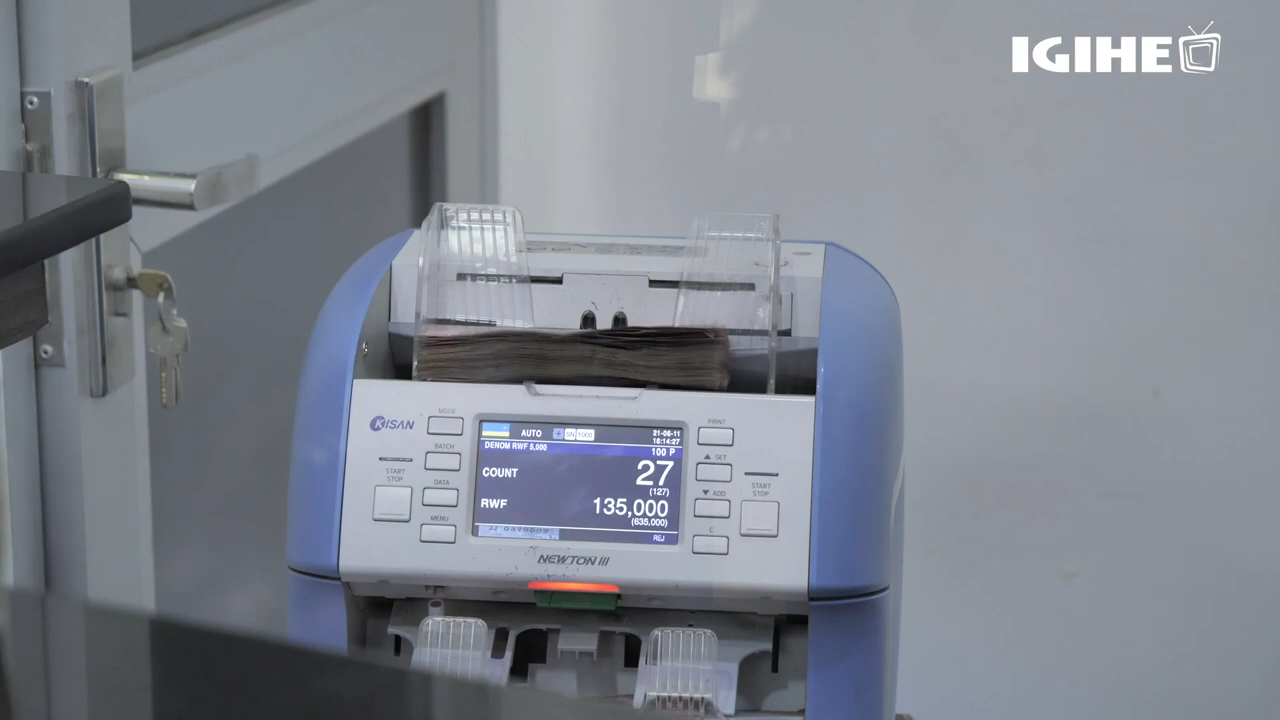 IGIHE
KISAN
MODE
BATCH
DATA
MENU
START
STOP
AUTO
SN
1000
21-06-11
16:14:27
DENOM RWF 5,000
100 P
COUNT
27
(127)
RWF
135,000
(635,000)
REJ
PRINT
▲ SET
▼ ADD
C
START
STOP
NEWTON III